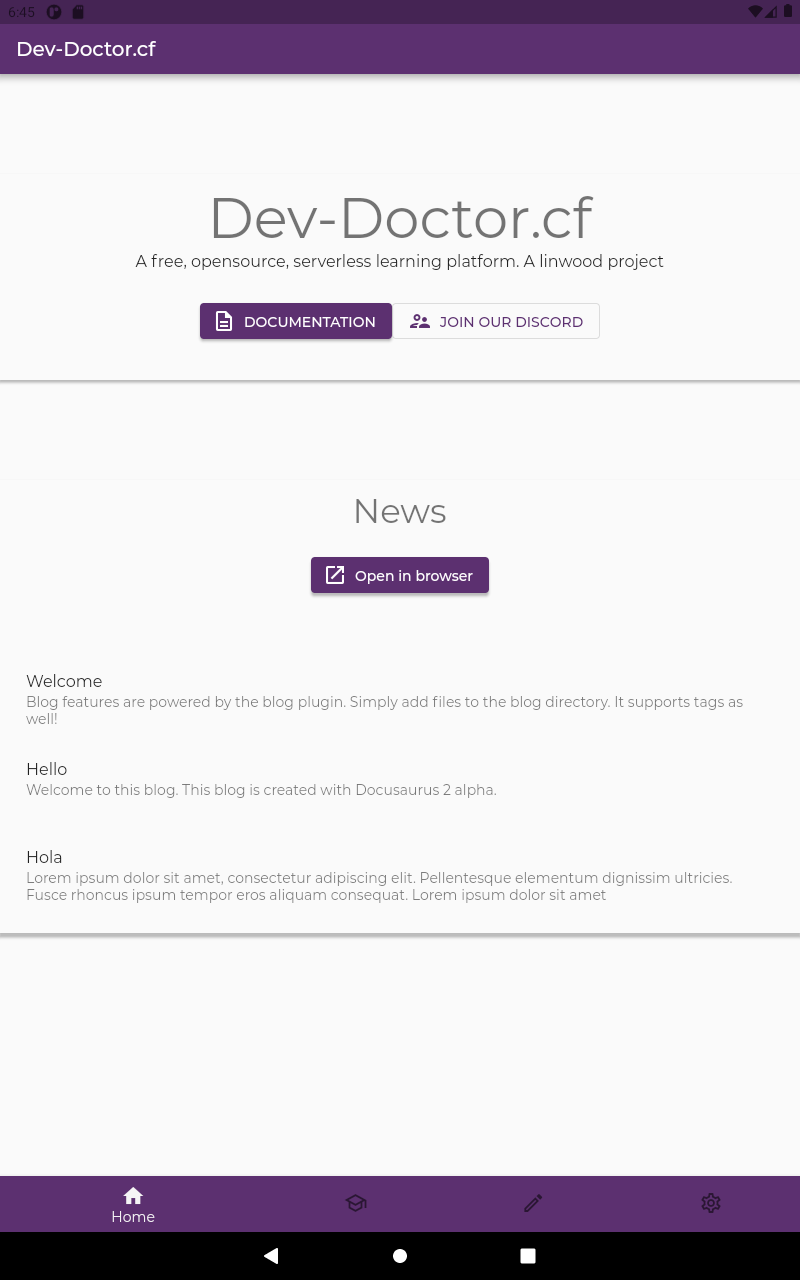 6:45
Dev-Doctor.cf
Dev-Doctor.cf
A free, opensource, serverless learning platform. A linwood project
DOCUMENTATION
JOIN OUR DISCORD
News
Open in browser
Welcome
Blog features are powered by the blog plugin. Simply add files to the blog directory. It supports tags as
well!
Hello
Welcome to this blog. This blog is created with Docusaurus 2 alpha.
Hola
Lorem ipsum dolor sit amet, consectetur adipiscing elit. Pellentesque elementum dignissim ultricies.
Fusce rhoncus ipsum tempor eros aliquam consequat. Lorem ipsum dolor sit amet
Home